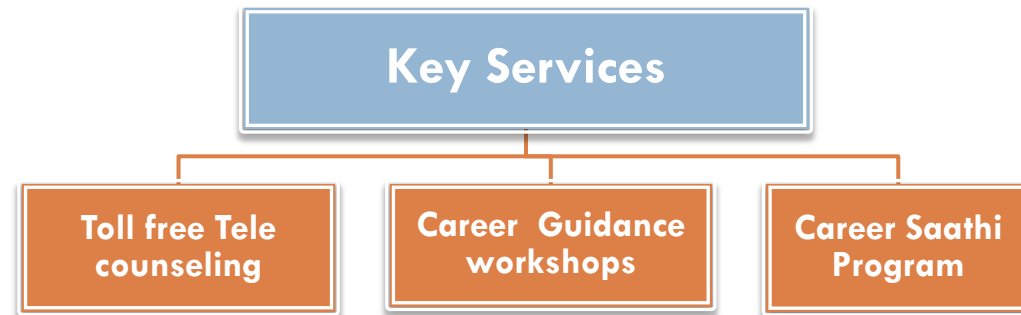 Key Services
Toll free Tele
counseling
Career Guidance
workshops
Career Saathi
Program